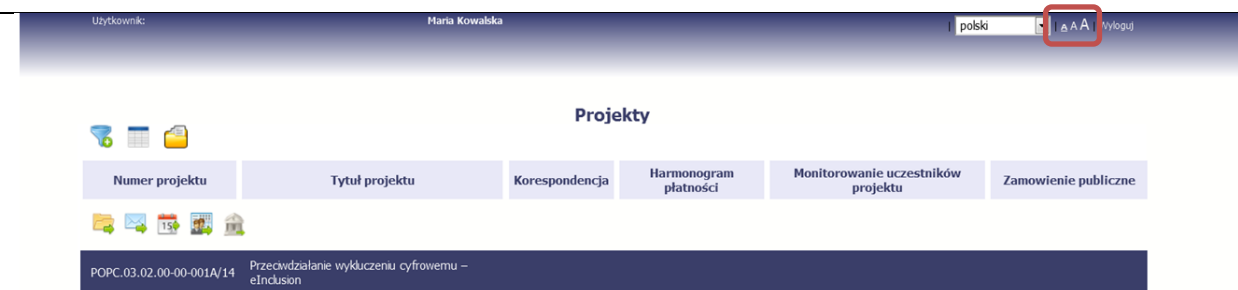 Użytkownik: Maria Kowalska | polski | A A A | Wyloguj
Projekty
Numer projektu Tytuł projektu Korespondencja Harmonogram płatności Monitorowanie uczestników projektu Zamowienie publiczne
15
POPC.03.02.00-00-001A/14 Przeciwdziałanie wykluczeniu cyfrowemu –
eInclusion